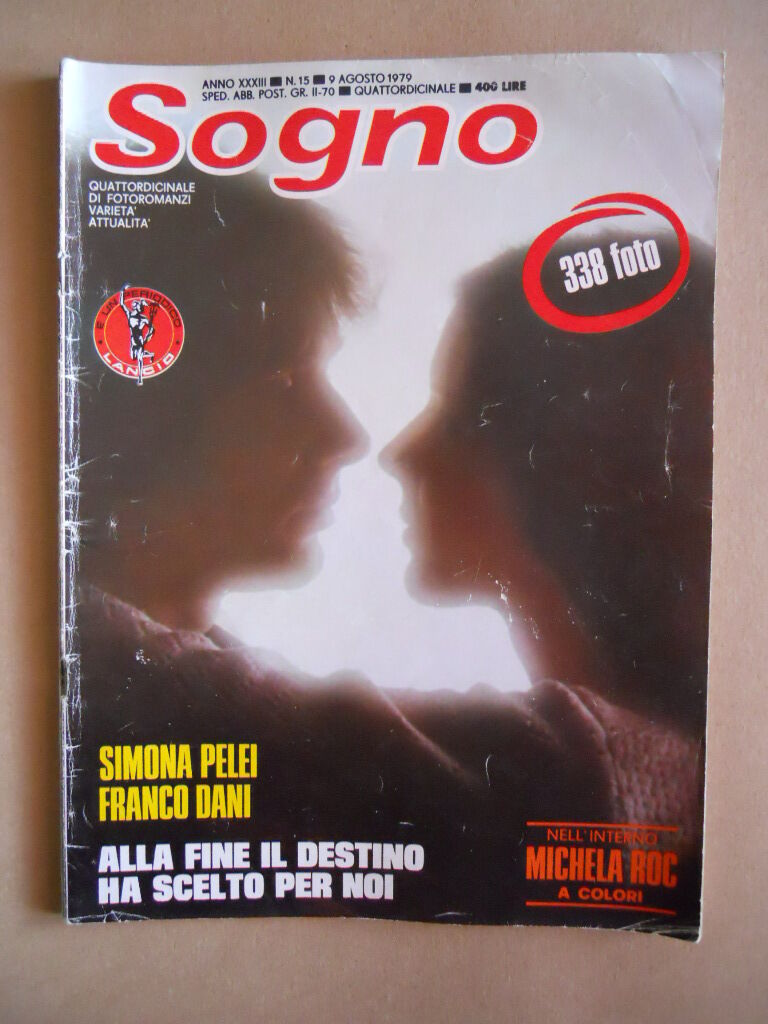 ANNO XXXIII ■ N. 15 ■ 9 AGOSTO 1979
SPED. ABB. POST. GR. II-70 ■ QUATTORDICINALE ■ 400 LIRE
Sogno
QUATTORDICINALE
DI FOTOROMANZI
VARIETA'
ATTUALITA'
338 foto
E' UN PERIODICO
LANCIO
SIMONA PELEI
FRANCO DANI
ALLA FINE IL DESTINO
HA SCELTO PER NOI
NELL'INTERNO
MICHELA ROC
A COLORI